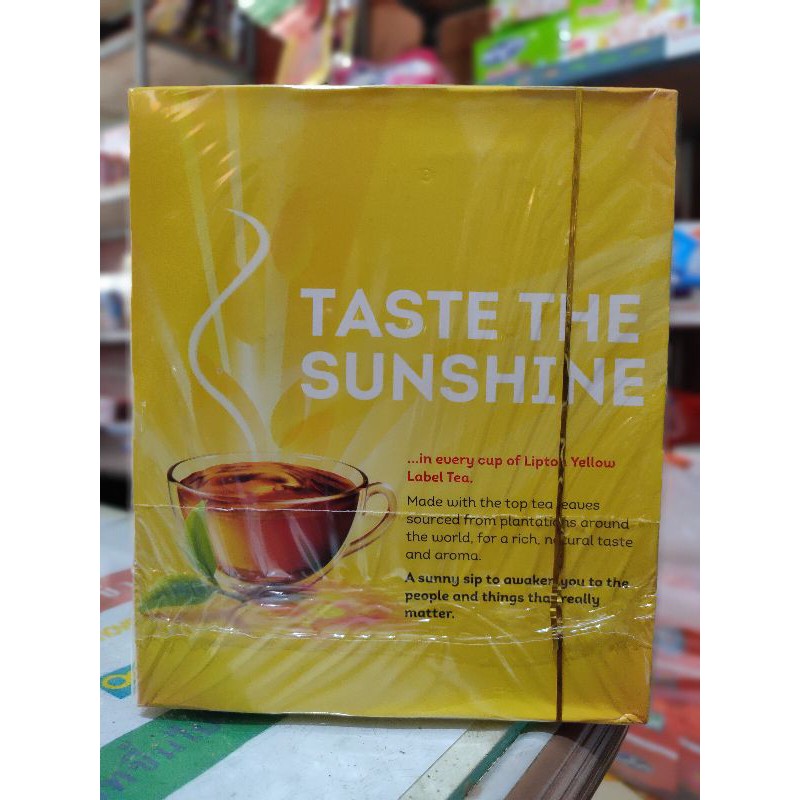 TASTE THE
SUNSHINE
...in every cup of Lipton Yellow
Label Tea.
Made with the top tea leaves
sourced from plantations around
the world, for a rich, natural taste
and aroma.
A sunny sip to awaken you to the
people and things that really
matter.